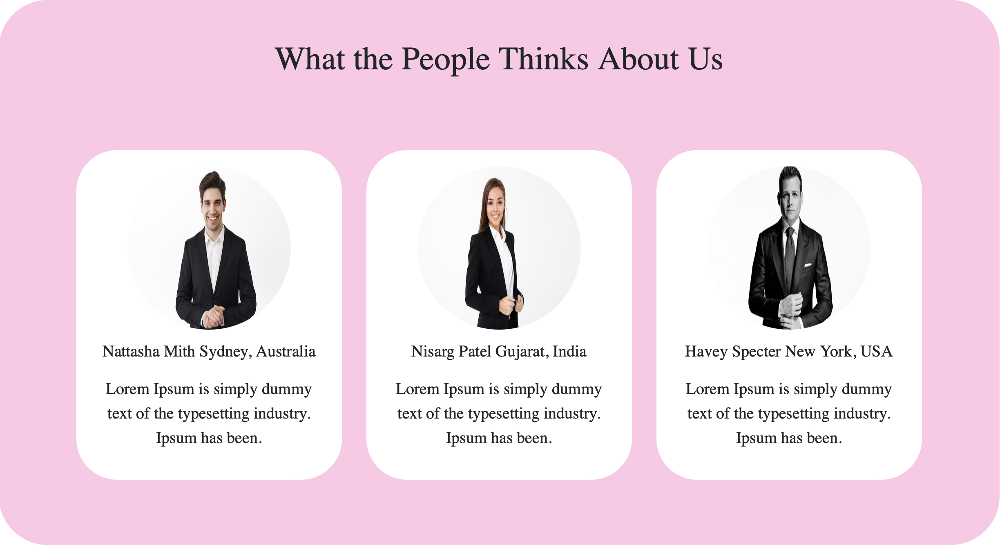 What the People Thinks About Us
Nattasha Mith Sydney, Australia
Lorem Ipsum is simply dummy
text of the typesetting industry.
Ipsum has been.
Nisarg Patel Gujarat, India
Lorem Ipsum is simply dummy
text of the typesetting industry.
Ipsum has been.
Havey Specter New York, USA
Lorem Ipsum is simply dummy
text of the typesetting industry.
Ipsum has been.